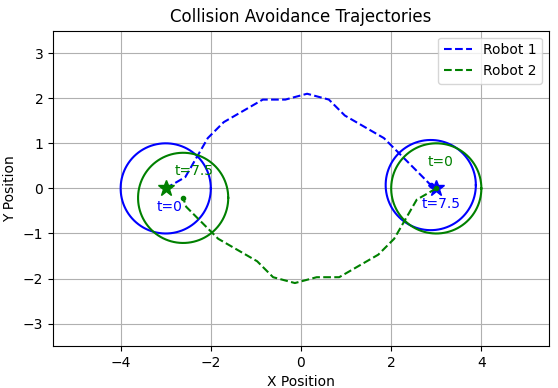 Collision Avoidance Trajectories
Robot 1
Robot 2
Y Position
3
2
1
0
−1
−2
−3
t=7.5
t=0
t=0
t=7.5
−4
−2
0
2
4
X Position